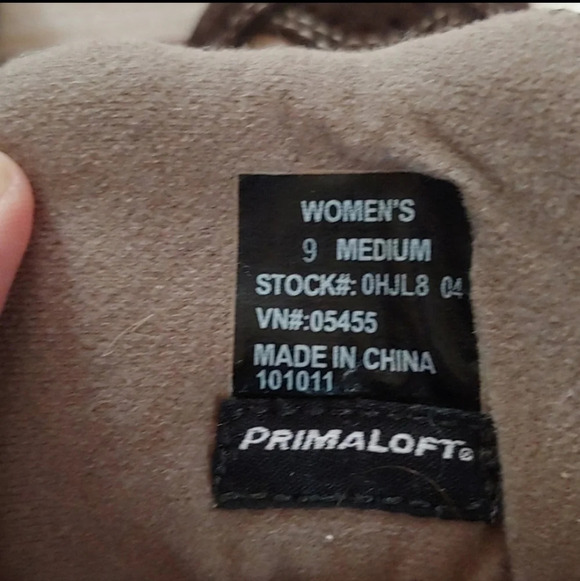 WOMEN'S
9 MEDIUM
STOCK#: 0HJL8 04
VN#:05455
MADE IN CHINA
101011
PRIMALOFT®